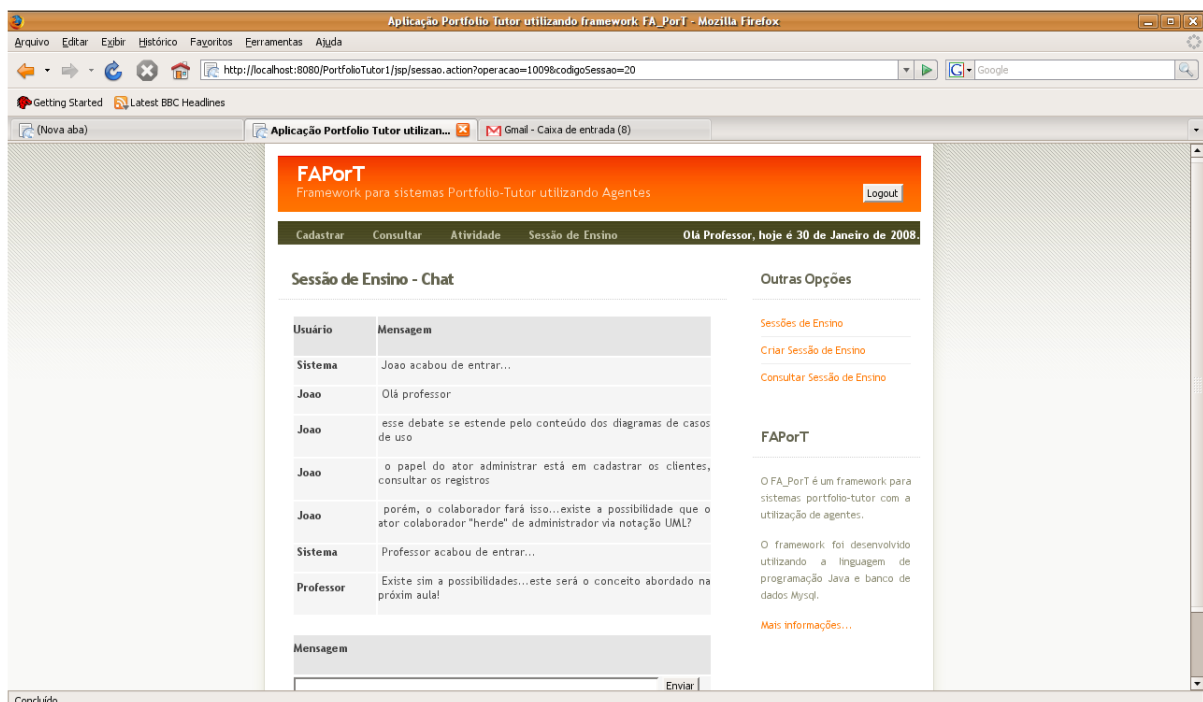 Aplicação Portfolio Tutor utilizando framework FA_PorT - Mozilla Firefox
Arquivo Editar Exibir Histórico Favoritos Ferramentas Ajuda
http://localhost:8080/PortfolioTutor1/jsp/sessao.action?operacao=1009&codigoSessao=20
G Google
Getting Started Latest BBC Headlines
(Nova aba) Aplicação Portfolio Tutor utilizan... Gmail - Caixa de entrada (8)
FAPorT
Framework para sistemas Portfolio-Tutor utilizando Agentes
Logout
Cadastrar Consultar Atividade Sessão de Ensino Olá Professor, hoje é 30 de Janeiro de 2008.
Sessão de Ensino - Chat
Usuário Mensagem
Sistema Joao acabou de entrar...
Joao Olá professor
Joao esse debate se estende pelo conteúdo dos diagramas de casos
de uso
Joao o papel do ator administrar está em cadastrar os clientes,
consultar os registros
Joao porém, o colaborador fará isso...existe a possibilidade que o
ator colaborador "herde" de administrador via notação UML?
Sistema Professor acabou de entrar...
Professor Existe sim a possibilidades...este será o conceito abordado na
próxim aula!
Mensagem
Enviar
Outras Opções
Sessões de Ensino
Criar Sessão de Ensino
Consultar Sessão de Ensino
FAPorT
O FA_PorT é um framework para
sistemas portfolio-tutor com a
utilização de agentes.
O framework foi desenvolvido
utilizando a linguagem de
programação Java e banco de
dados Mysql.
Mais informações...
Concluído